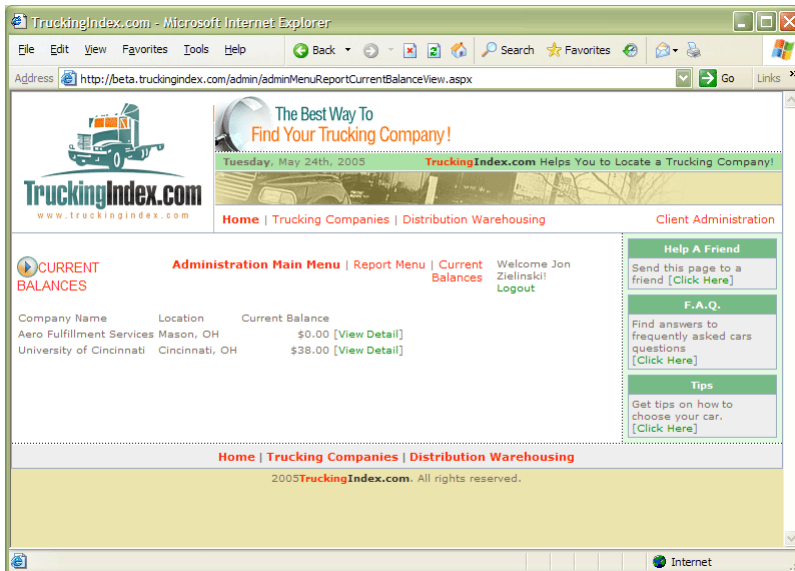 TruckingIndex.com - Microsoft Internet Explorer
File Edit View Favorites Tools Help Back Search Favorites
Address http://beta.truckingindex.com/admin/adminMenuReportCurrentBalanceView.aspx Go Links »
The Best Way To
Find Your Trucking Company!
Tuesday, May 24th, 2005 TruckingIndex.com Helps You to Locate a Trucking Company!
TruckingIndex.com
www.truckingindex.com
Home | Trucking Companies | Distribution Warehousing Client Administration
CURRENT
BALANCES
Administration Main Menu | Report Menu | Current
Balances
Welcome Jon
Zielinski!
Logout
Company Name Location Current Balance
Aero Fulfillment Services Mason, OH $0.00 [View Detail]
University of Cincinnati Cincinnati, OH $38.00 [View Detail]
Help A Friend
Send this page to a
friend [Click Here]
F.A.Q.
Find answers to
frequently asked cars
questions
[Click Here]
Tips
Get tips on how to
choose your car.
[Click Here]
Home | Trucking Companies | Distribution Warehousing
2005TruckingIndex.com. All rights reserved.
Internet